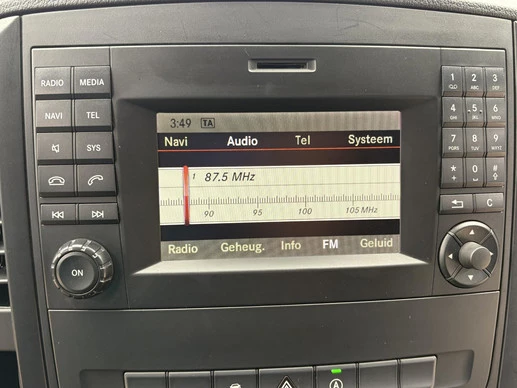 RADIO MEDIA
NAVI TEL
SYS
ON
3:49 TA
Navi Audio Tel Systeem
1 87.5 MHz
90 95 100 105 MHz
Radio Geheug. Info FM Geluid
1 2 ABC 3 DEF
4 GHI 5 JKL 6 MNO
7 PQRS 8 TUV 9 WXYZ
* 0 #
+
C
A